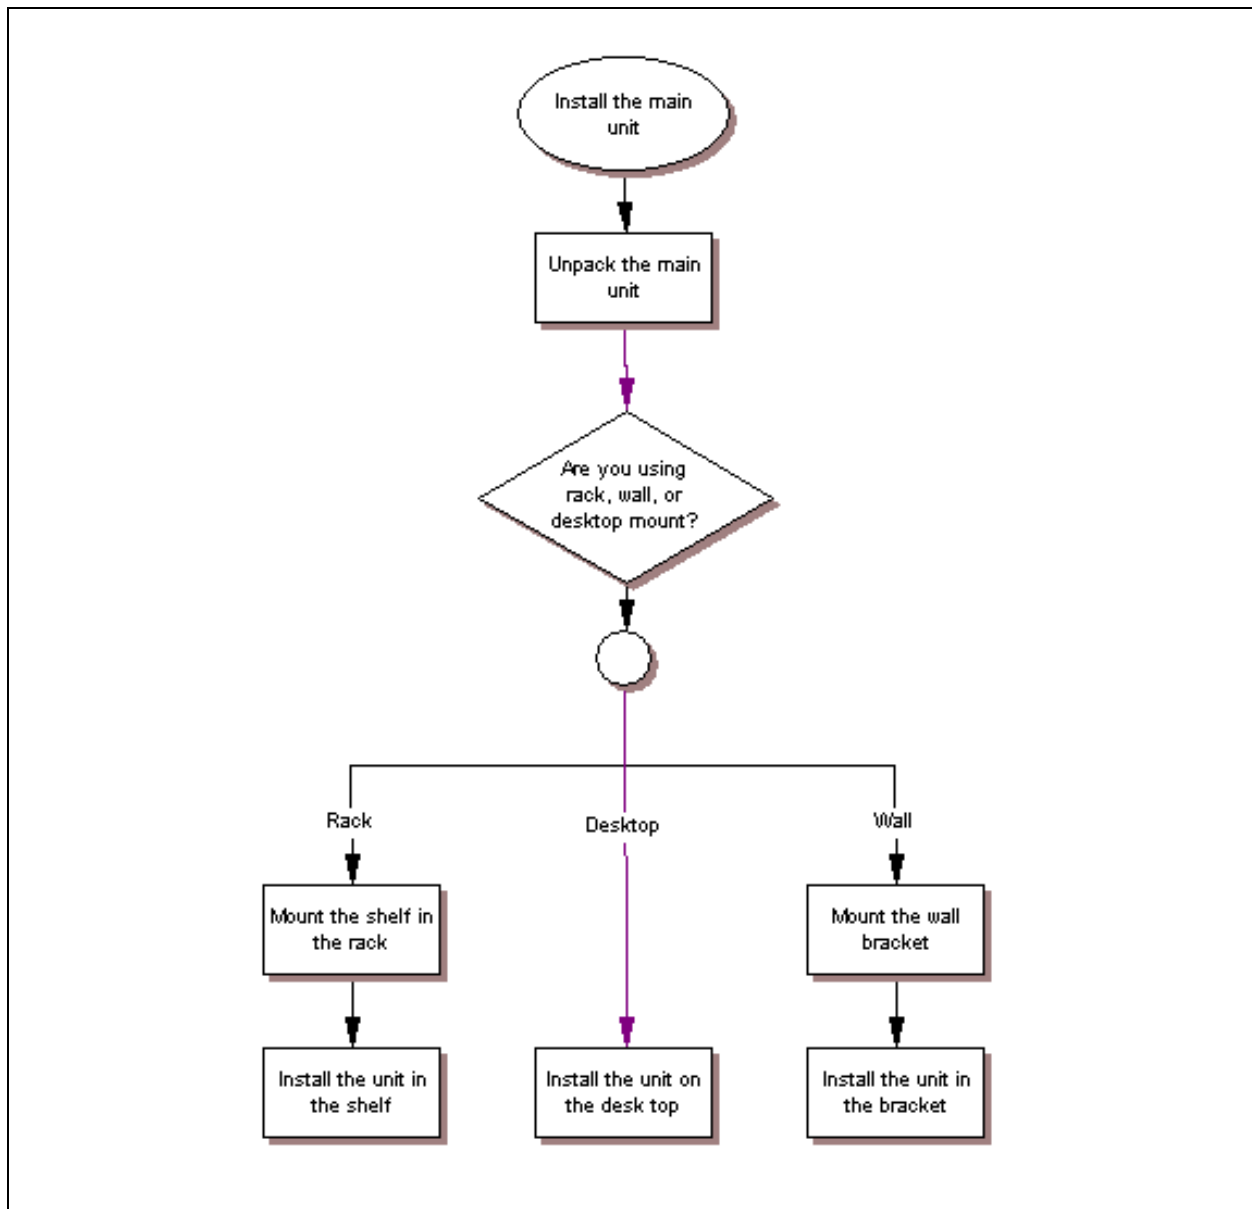 Install the main
unit
Unpack the main
unit
Are you using
rack, wall, or
desktop mount?
Rack
Desktop
Wall
Mount the shelf in
the rack
Mount the wall
bracket
Install the unit in
the shelf
Install the unit on
the desk top
Install the unit in
the bracket